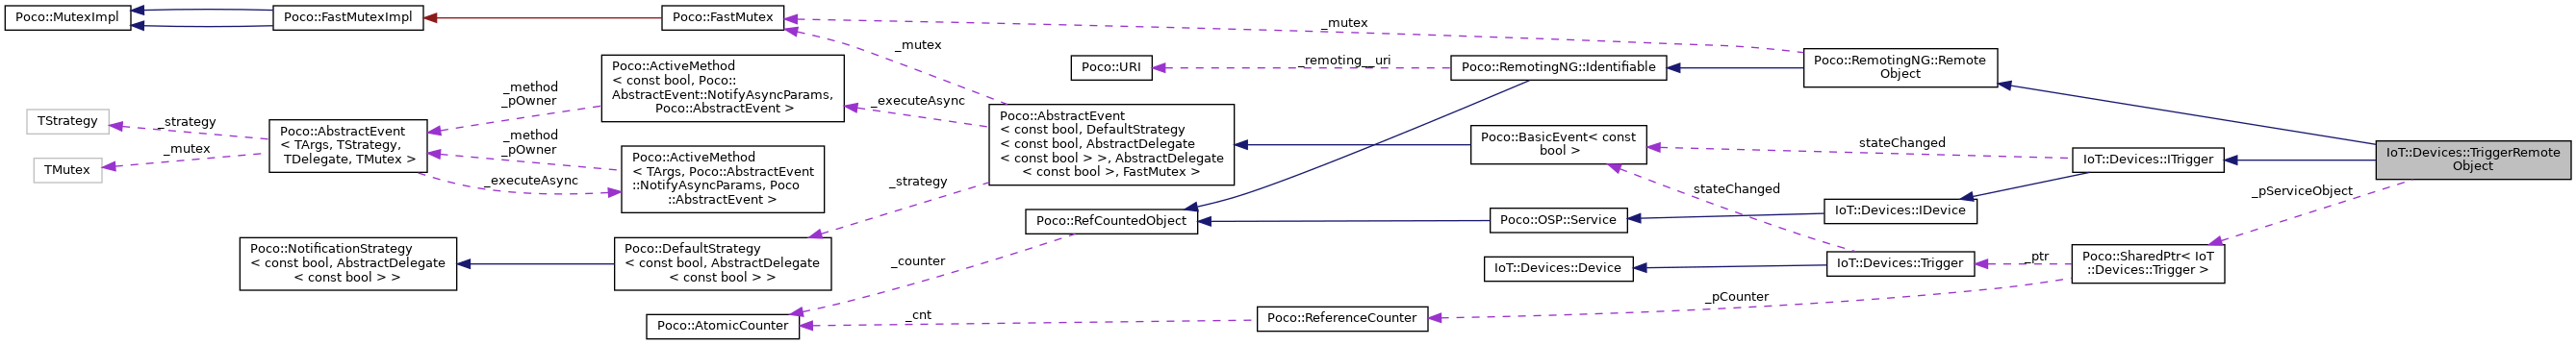 Poco::MutexImpl
Poco::FastMutexImpl
Poco::FastMutex
_mutex
_mutex
Poco::URI
_remoting__uri
Poco::RemotingNG::Identifiable
Poco::RemotingNG::Remote
Object
Poco::ActiveMethod
< const bool, Poco::
AbstractEvent::NotifyAsyncParams,
Poco::AbstractEvent >
_method
_pOwner
_executeAsync
TStrategy
_strategy
TMutex
_mutex
Poco::AbstractEvent
< TArgs, TStrategy,
TDelegate, TMutex >
_method
_pOwner
_executeAsync
Poco::ActiveMethod
< TArgs, Poco::AbstractEvent
::NotifyAsyncParams, Poco
::AbstractEvent >
Poco::AbstractEvent
< const bool, DefaultStrategy
< const bool, AbstractDelegate
< const bool > >, AbstractDelegate
< const bool >, FastMutex >
Poco::BasicEvent< const
bool >
stateChanged
stateChanged
IoT::Devices::ITrigger
IoT::Devices::TriggerRemote
Object
_pServiceObject
_strategy
Poco::RefCountedObject
Poco::OSP::Service
IoT::Devices::IDevice
Poco::NotificationStrategy
< const bool, AbstractDelegate
< const bool > >
Poco::DefaultStrategy
< const bool, AbstractDelegate
< const bool > >
_counter
IoT::Devices::Device
IoT::Devices::Trigger
_ptr
Poco::SharedPtr< IoT
::Devices::Trigger >
_pCounter
Poco::AtomicCounter
_cnt
Poco::ReferenceCounter